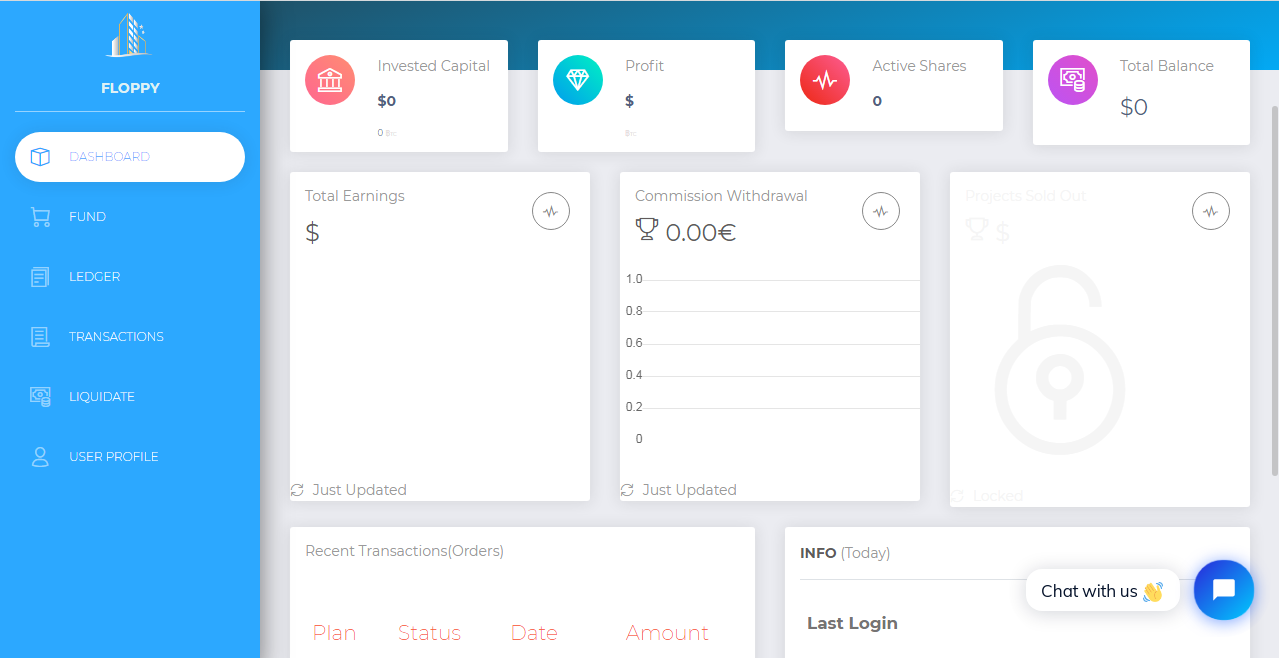 FLOPPY
DASHBOARD
FUND
LEDGER
TRANSACTIONS
LIQUIDATE
USER PROFILE
Invested Capital
$0
0 Btc
Profit
$
Btc
Active Shares
0
Total Balance
$0
Total Earnings
$
Just Updated
Commission Withdrawal
0.00€
1.0
0.8
0.6
0.4
0.2
0
Just Updated
Projects Sold Out
$
Locked
Recent Transactions(Orders)
Plan Status Date Amount
INFO (Today)
Last Login
Chat with us 👋